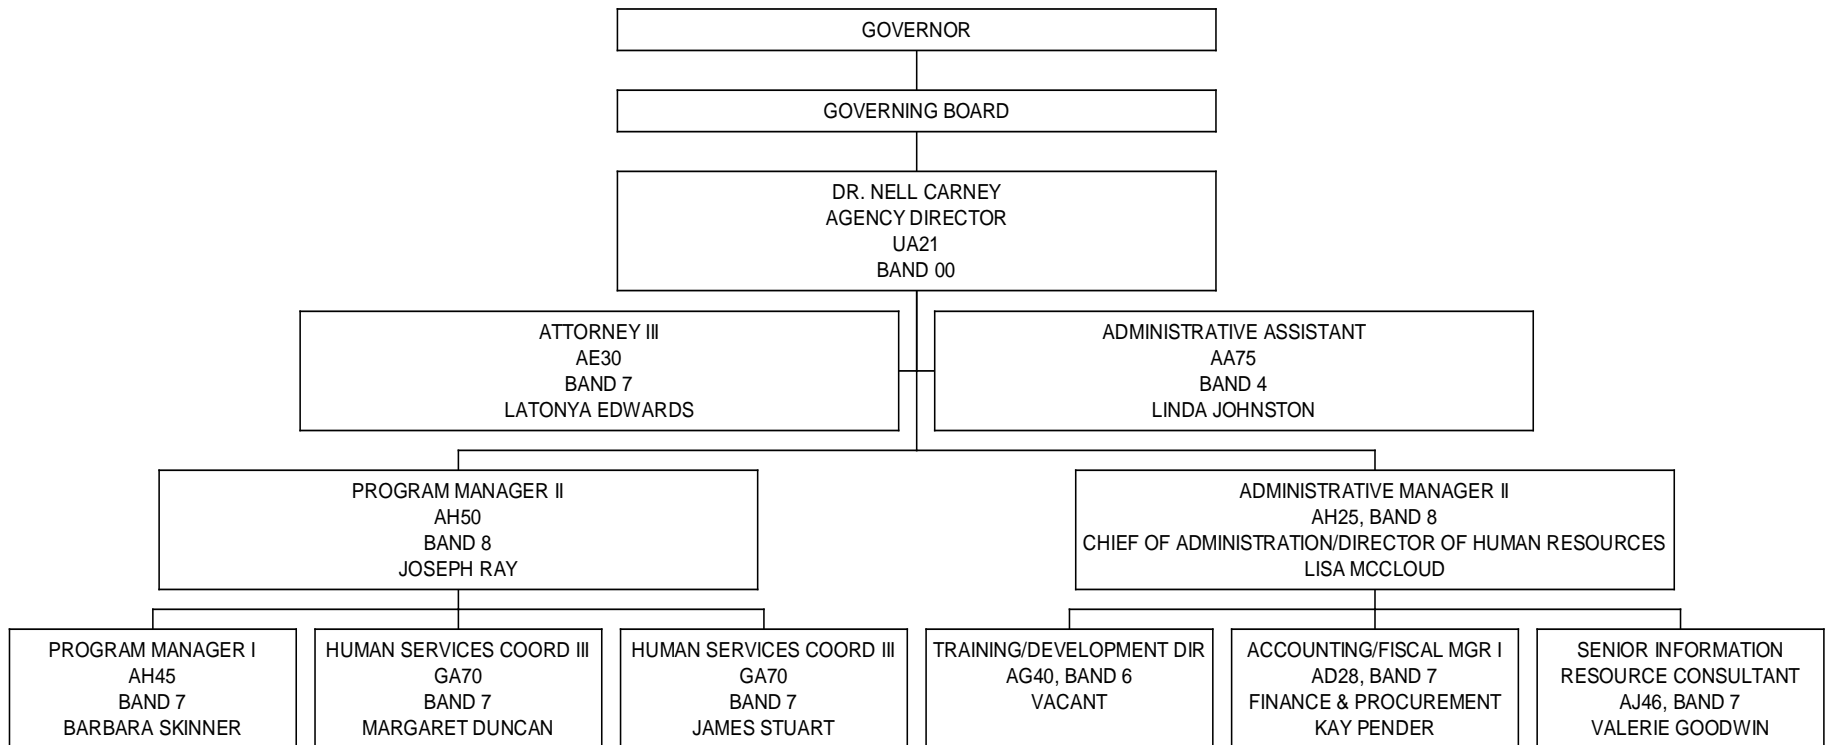 GOVERNOR
GOVERNING BOARD
DR. NELL CARNEY
AGENCY DIRECTOR
UA21
BAND 00
ATTORNEY III
AE30
BAND 7
LATONYA EDWARDS
ADMINISTRATIVE ASSISTANT
AA75
BAND 4
LINDA JOHNSTON
PROGRAM MANAGER II
AH50
BAND 8
JOSEPH RAY
ADMINISTRATIVE MANAGER II
AH25, BAND 8
CHIEF OF ADMINISTRATION/DIRECTOR OF HUMAN RESOURCES
LISA MCCLOUD
PROGRAM MANAGER I
AH45
BAND 7
BARBARA SKINNER
HUMAN SERVICES COORD III
GA70
BAND 7
MARGARET DUNCAN
HUMAN SERVICES COORD III
GA70
BAND 7
JAMES STUART
TRAINING/DEVELOPMENT DIR
AG40, BAND 6
VACANT
ACCOUNTING/FISCAL MGR I
AD28, BAND 7
FINANCE & PROCUREMENT
KAY PENDER
SENIOR INFORMATION
RESOURCE CONSULTANT
AJ46, BAND 7
VALERIE GOODWIN